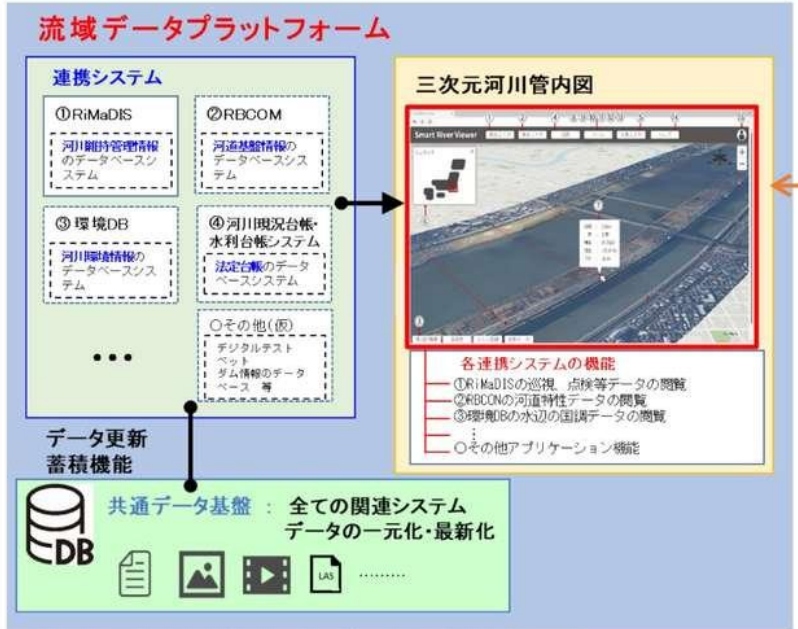 流域データプラットフォーム
連携システム
①RiMaDIS
河川維持管理情報
のデータベースシ
ステム
②RBCOM
河道基盤情報の
データベースシス
テム
③環境DB
河川環境情報の
データベースシス
テム
④河川現況台帳・
水利台帳システム
法定台帳のデータ
ベースシステム
○その他(仮)
デジタルテスト
ベット
ダム情報のデータ
ベース 等
•••
データ更新
蓄積機能
三次元河川管内図
Smart River Viewer
各連携システムの機能
①RiMaDISの巡視、点検等データの閲覧
②RBCONの河道特性データの閲覧
③環境DBの水辺の国調データの閲覧
○その他アプリケーション機能
DB
共通データ基盤 : 全ての関連システム
データの一元化・最新化
LAS
………